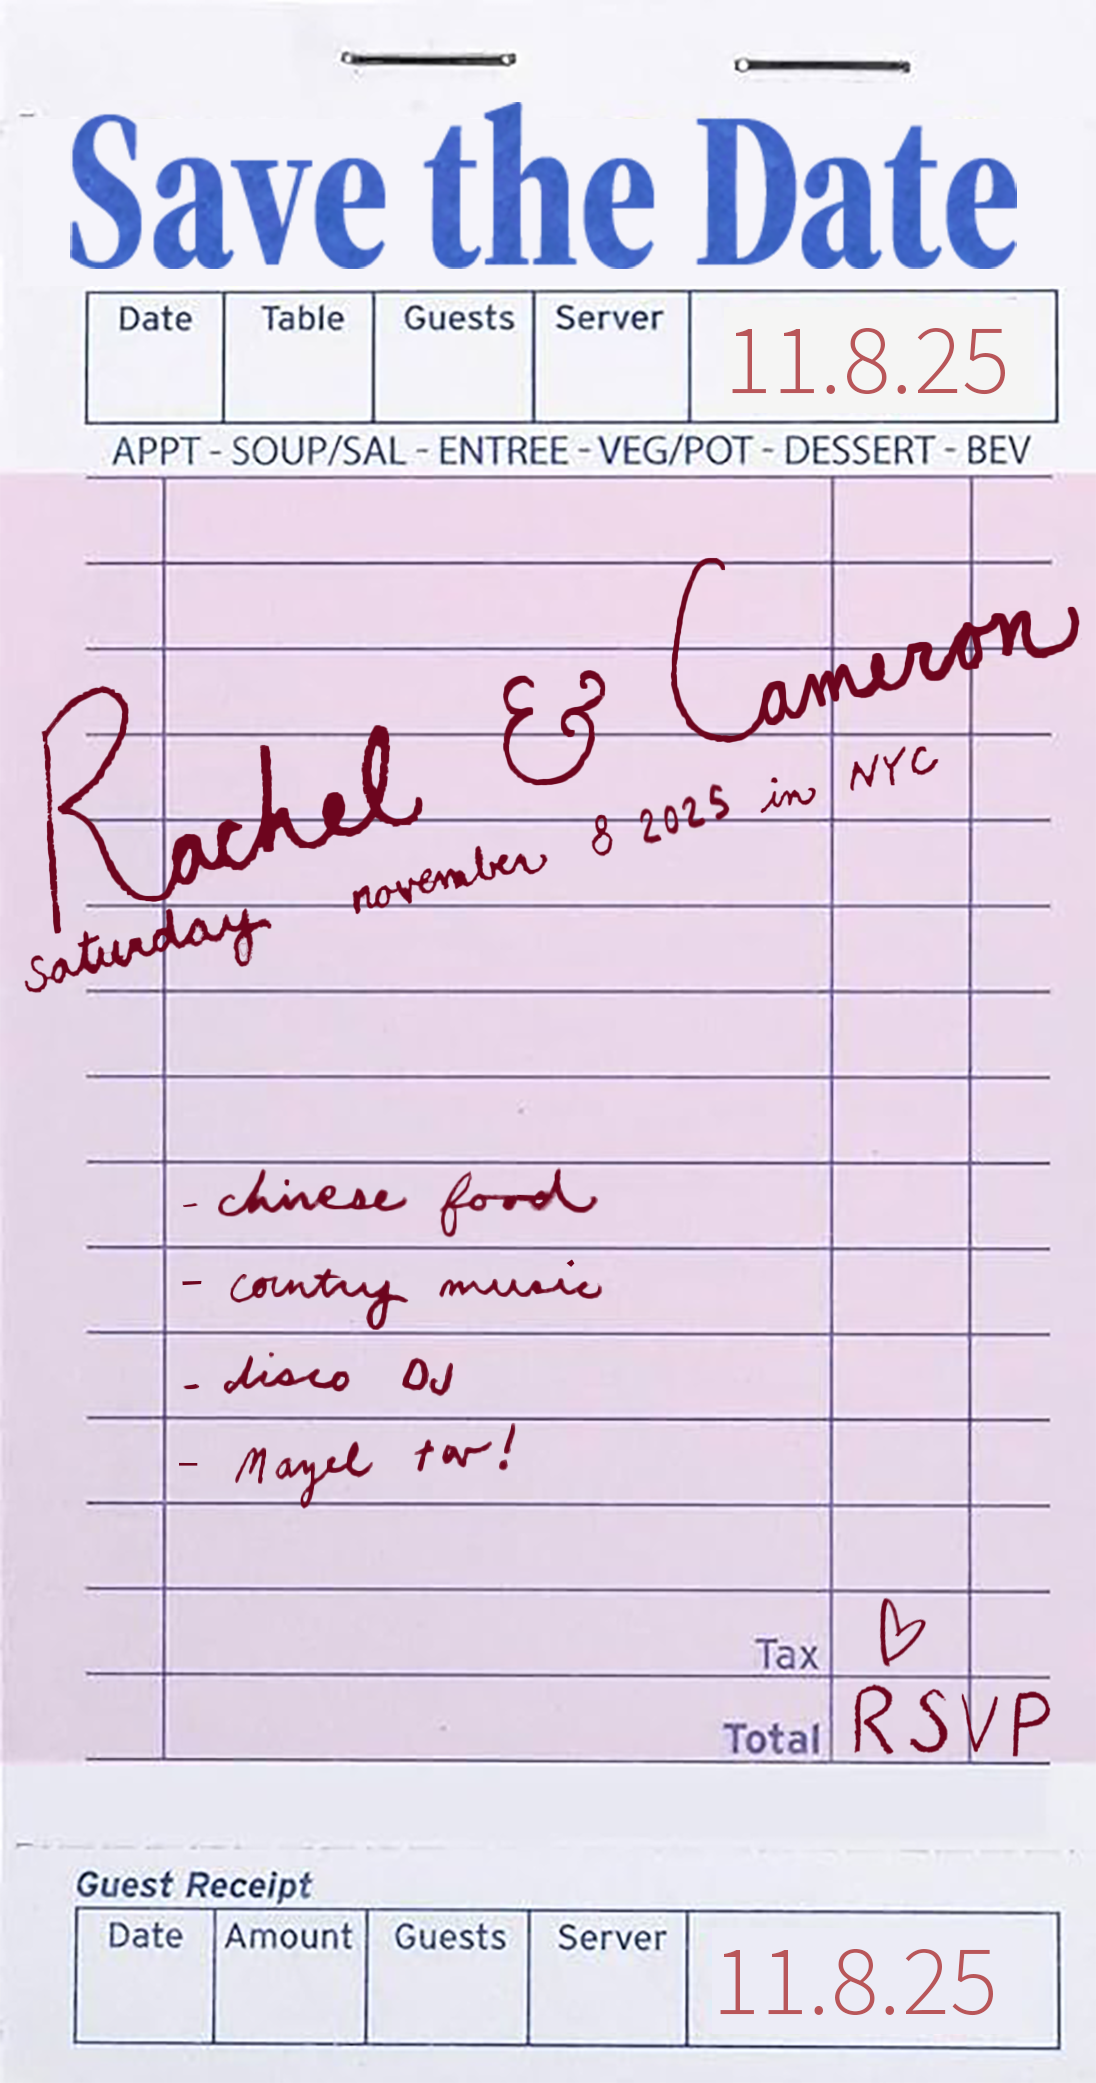 Save the Date
Date Table Guests Server 11.8.25
APPT - SOUP/SAL - ENTREE - VEG/POT - DESSERT - BEV
Rachel & Cameron
saturday november 8 2025 in NYC
- chinese food
- country music
- disco DJ
- Mazel tov!
Tax
Total RSVP
Guest Receipt
Date Amount Guests Server 11.8.25